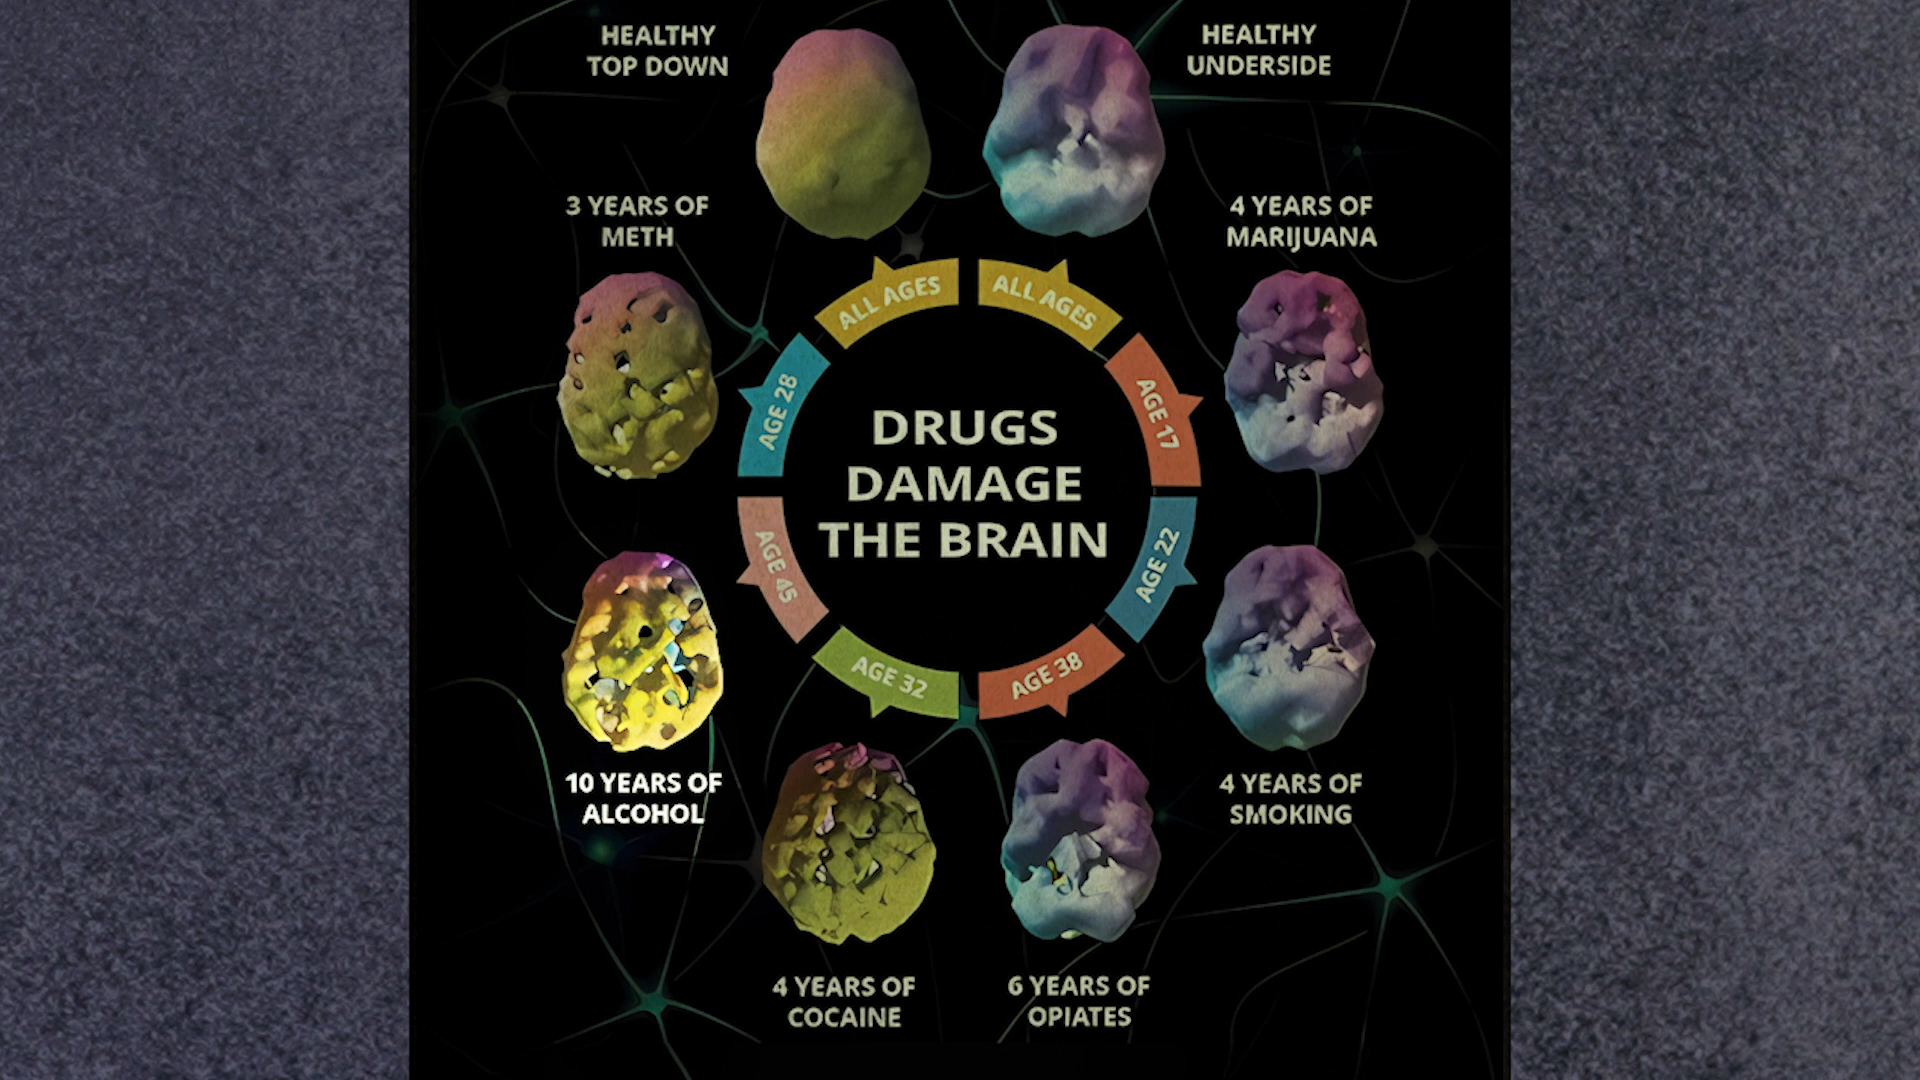 HEALTHY
TOP DOWN
HEALTHY
UNDERSIDE
3 YEARS OF
METH
4 YEARS OF
MARIJUANA
ALL AGES
ALL AGES
AGE 28
AGE 17
DRUGS
DAMAGE
THE BRAIN
AGE 45
AGE 22
AGE 32
AGE 38
10 YEARS OF
ALCOHOL
4 YEARS OF
SMOKING
4 YEARS OF
COCAINE
6 YEARS OF
OPIATES